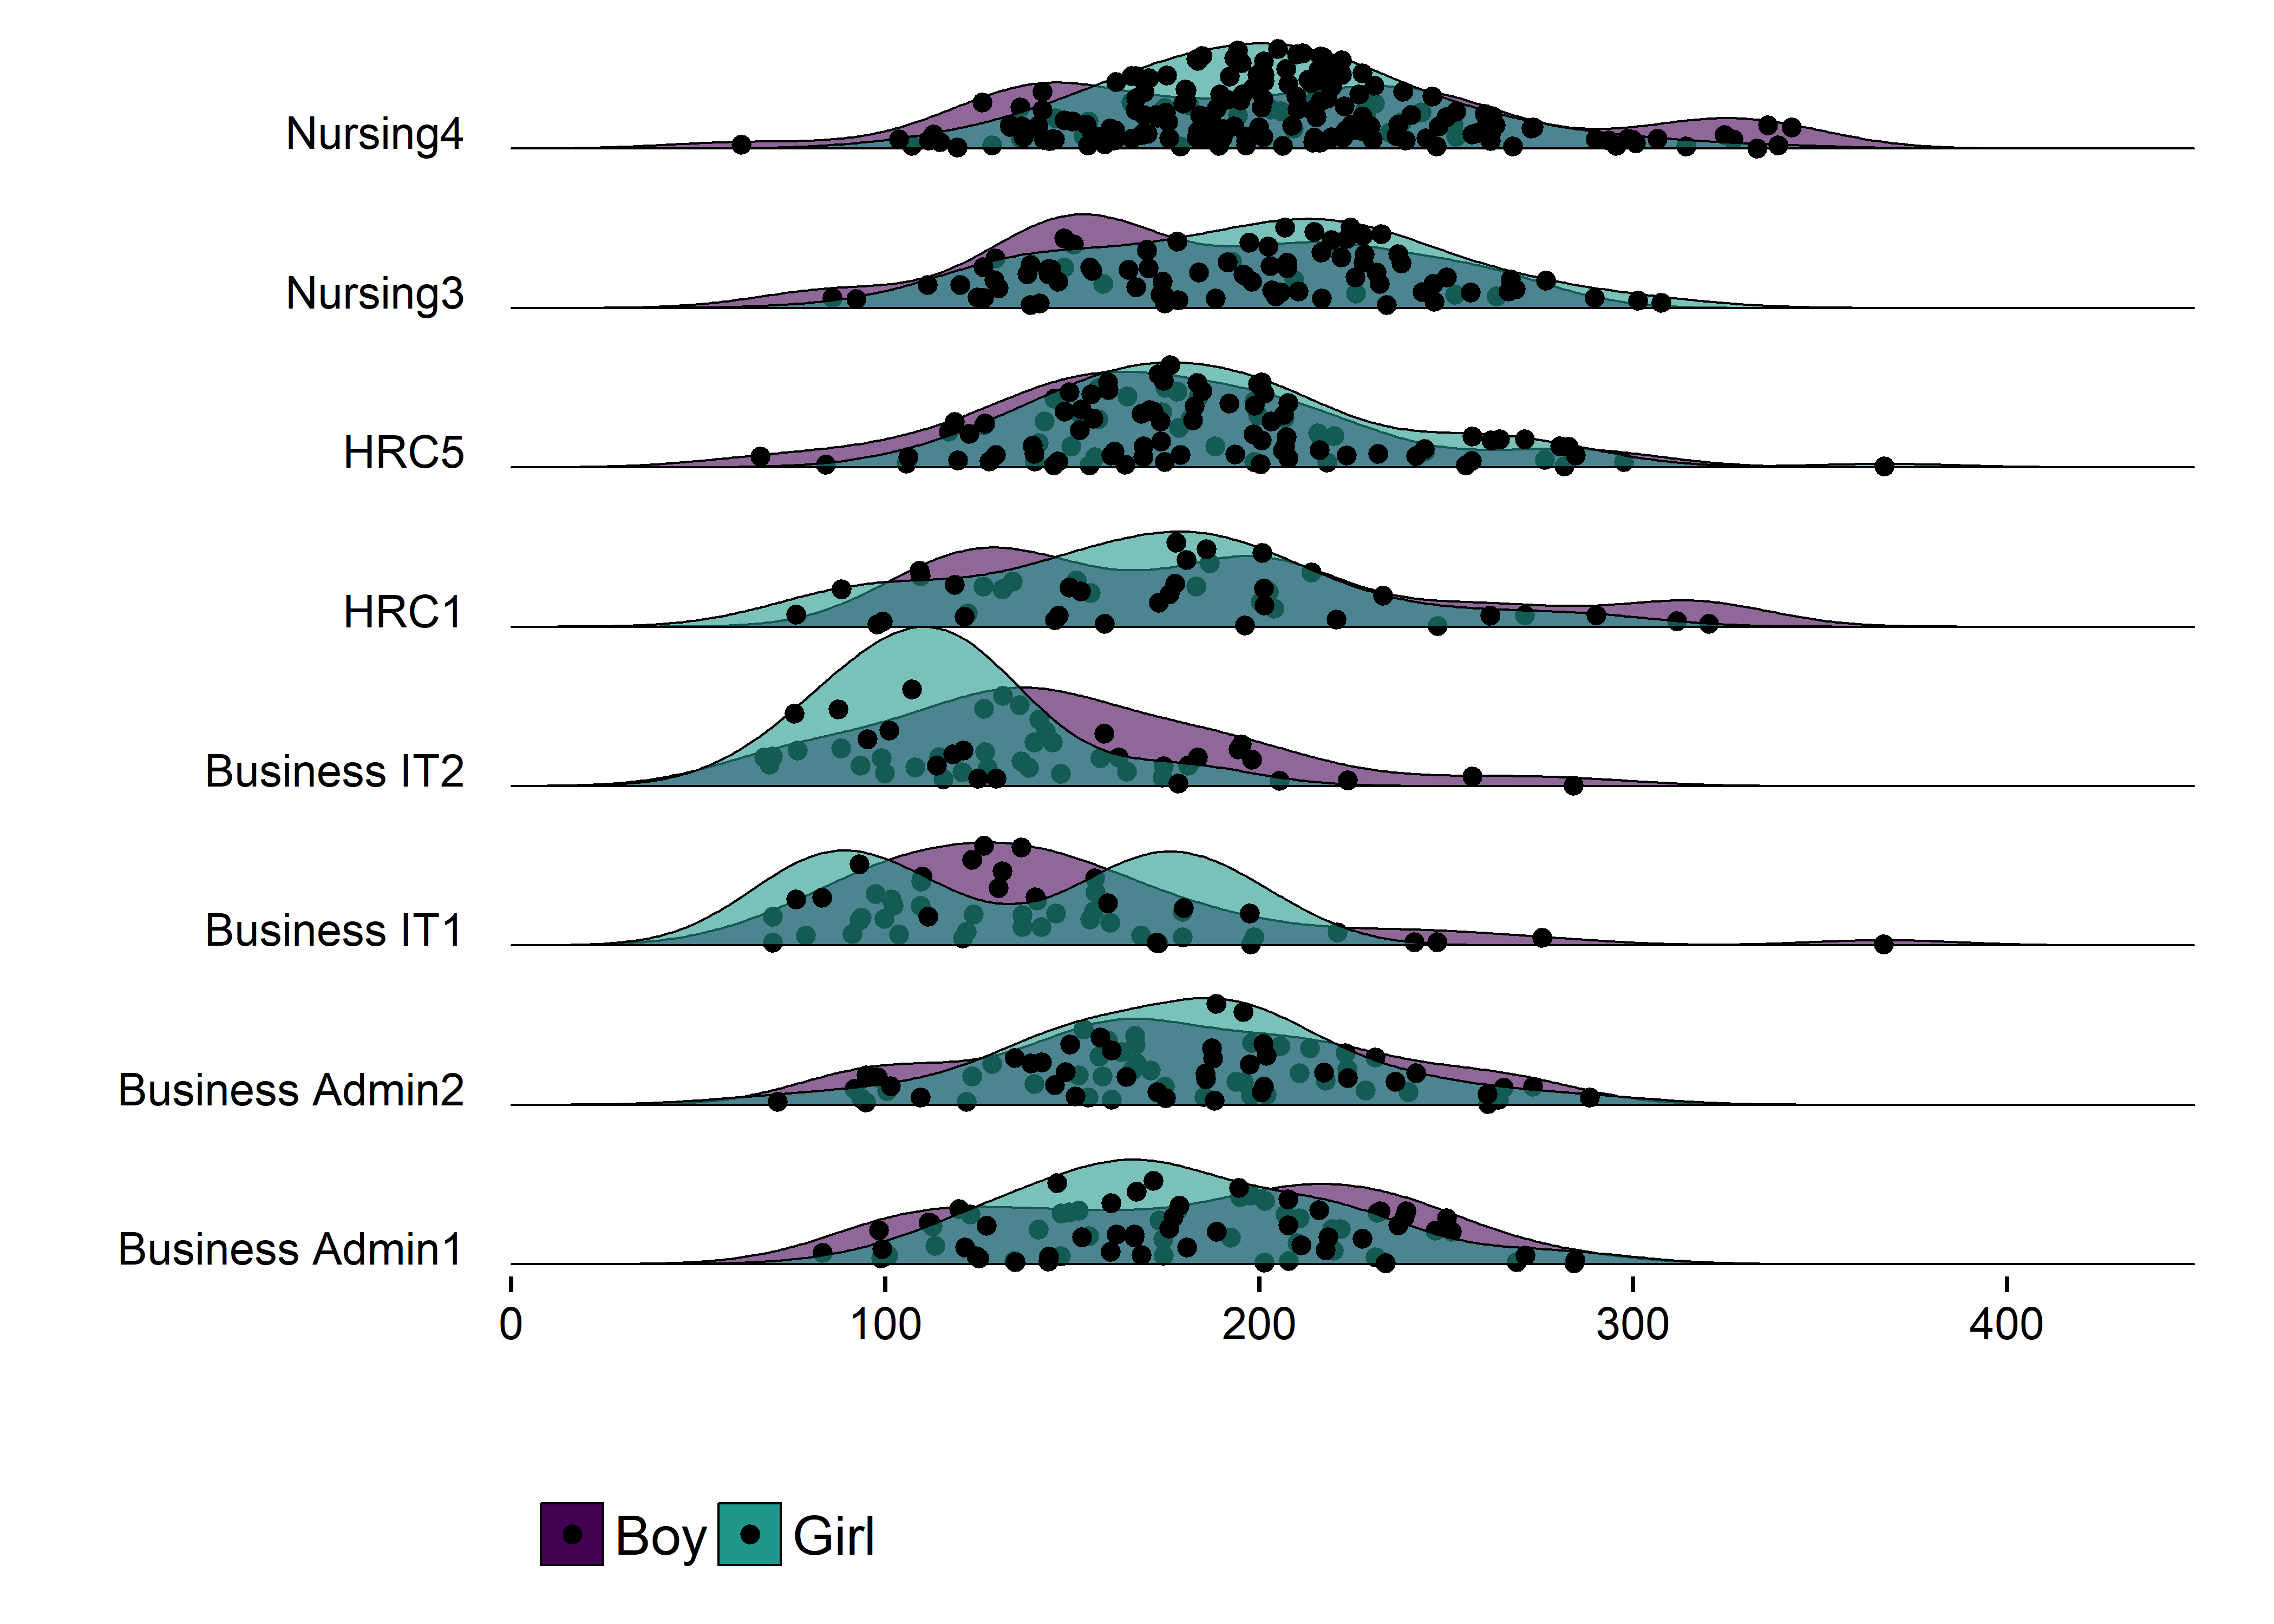 Nursing4
Nursing3
HRC5
HRC1
Business IT2
Business IT1
Business Admin2
Business Admin1
0 100 200 300 400
Boy Girl